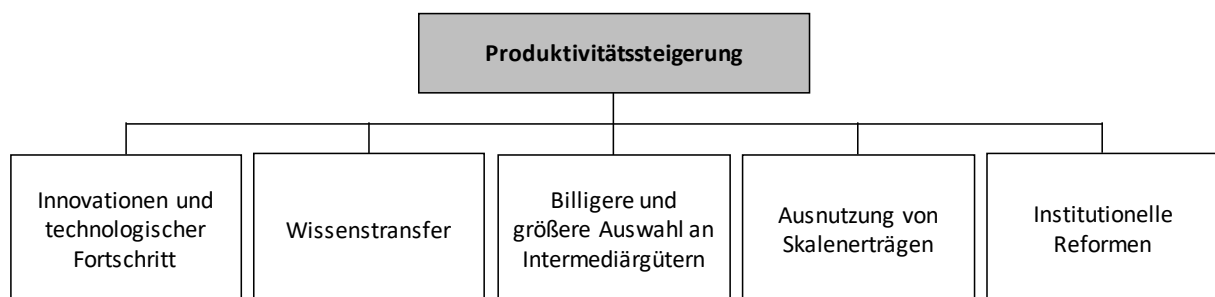 Produktivitätssteigerung
Innovationen und
technologischer
Fortschritt
Wissenstransfer
Billigere und
größere Auswahl an
Intermediärgütern
Ausnutzung von
Skalenerträgen
Institutionelle
Reformen